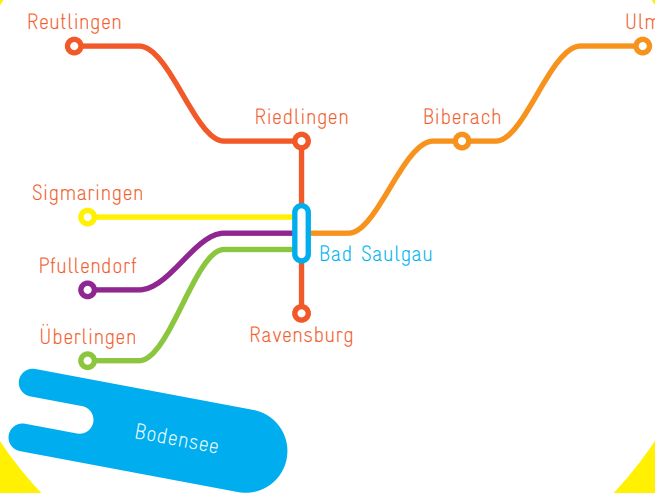 Reutlingen
Ulm
Riedlingen
Biberach
Sigmaringen
Bad Saulgau
Pfullendorf
Überlingen
Ravensburg
Bodensee